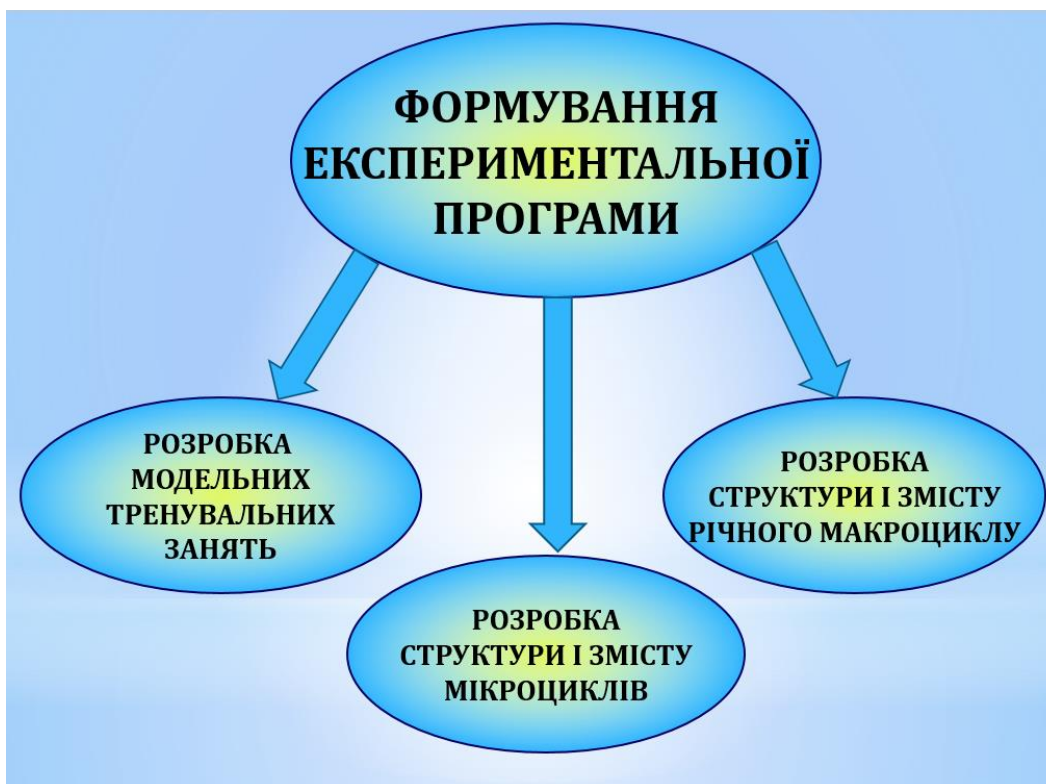 ФОРМУВАННЯ
ЕКСПЕРИМЕНТАЛЬНОЇ
ПРОГРАМИ
РОЗРОБКА
МОДЕЛЬНИХ
ТРЕНУВАЛЬНИХ
ЗАНЯТЬ
РОЗРОБКА
СТРУКТУРИ І ЗМІСТУ
МІКРОЦИКЛІВ
РОЗРОБКА
СТРУКТУРИ І ЗМІСТУ
РІЧНОГО МАКРОЦИКЛУ